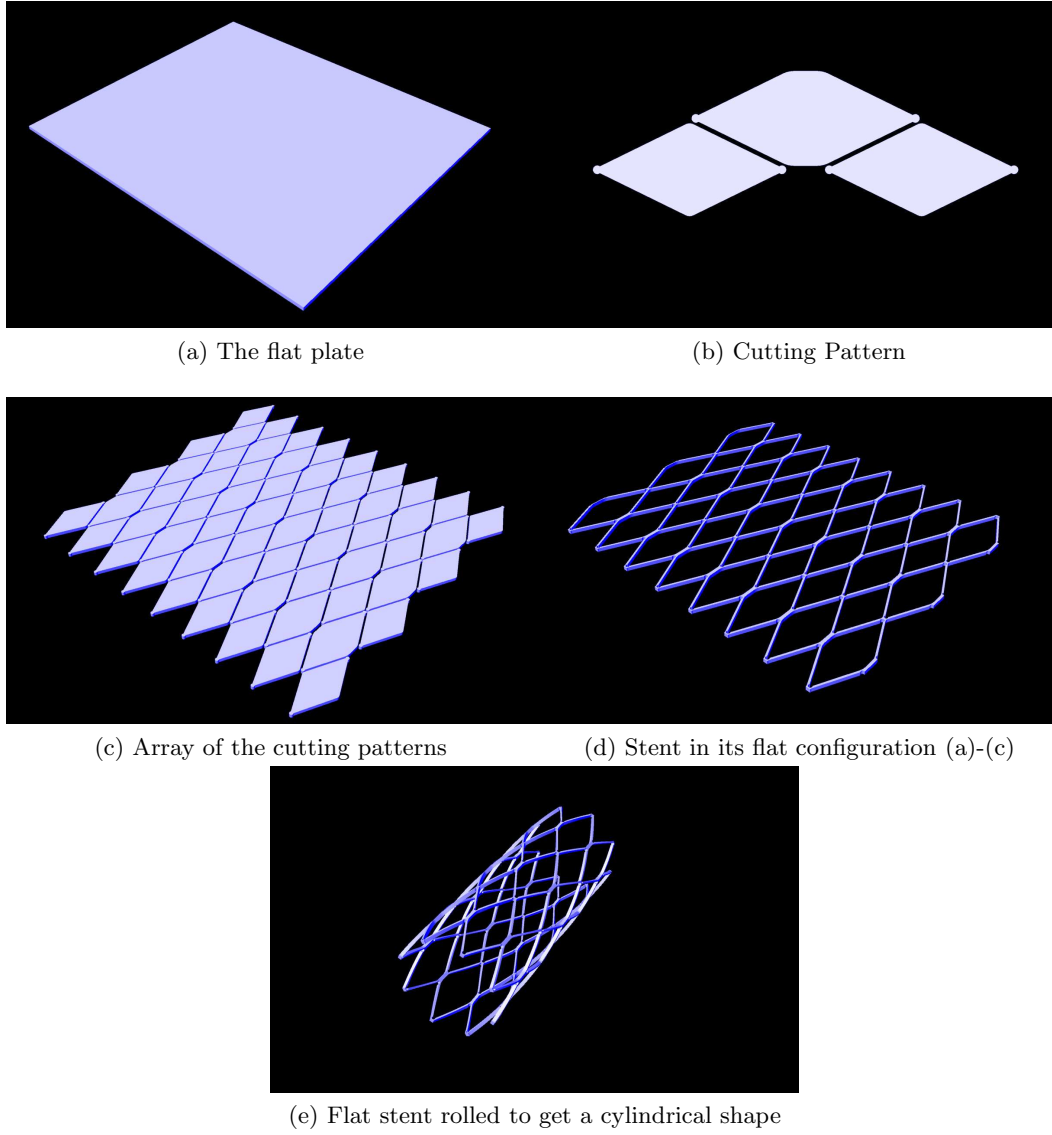 (a) The flat plate
(b) Cutting Pattern
(c) Array of the cutting patterns
(d) Stent in its flat configuration (a)-(c)
(e) Flat stent rolled to get a cylindrical shape